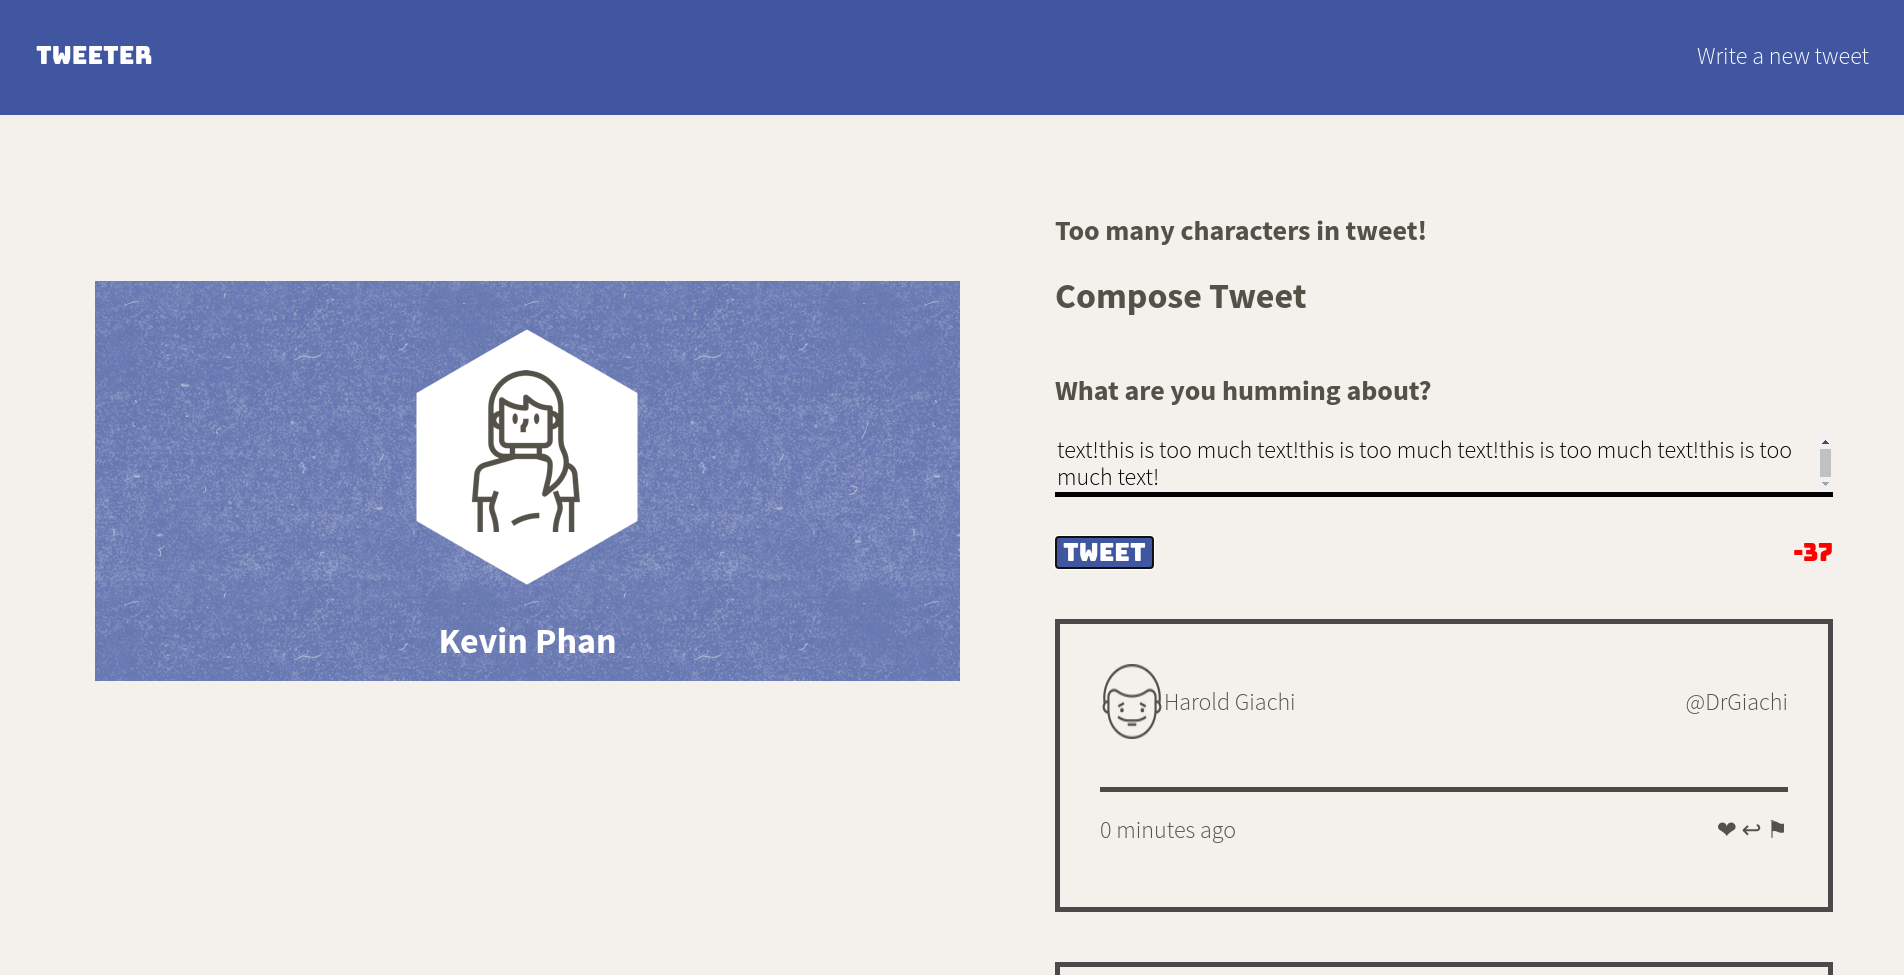 TWEETER
Write a new tweet
Kevin Phan
Too many characters in tweet!
Compose Tweet
What are you humming about?
text!this is too much text!this is too much text!this is too much text!this is too
much text!
TWEET
-37
Harold Giachi
@DrGiachi
0 minutes ago